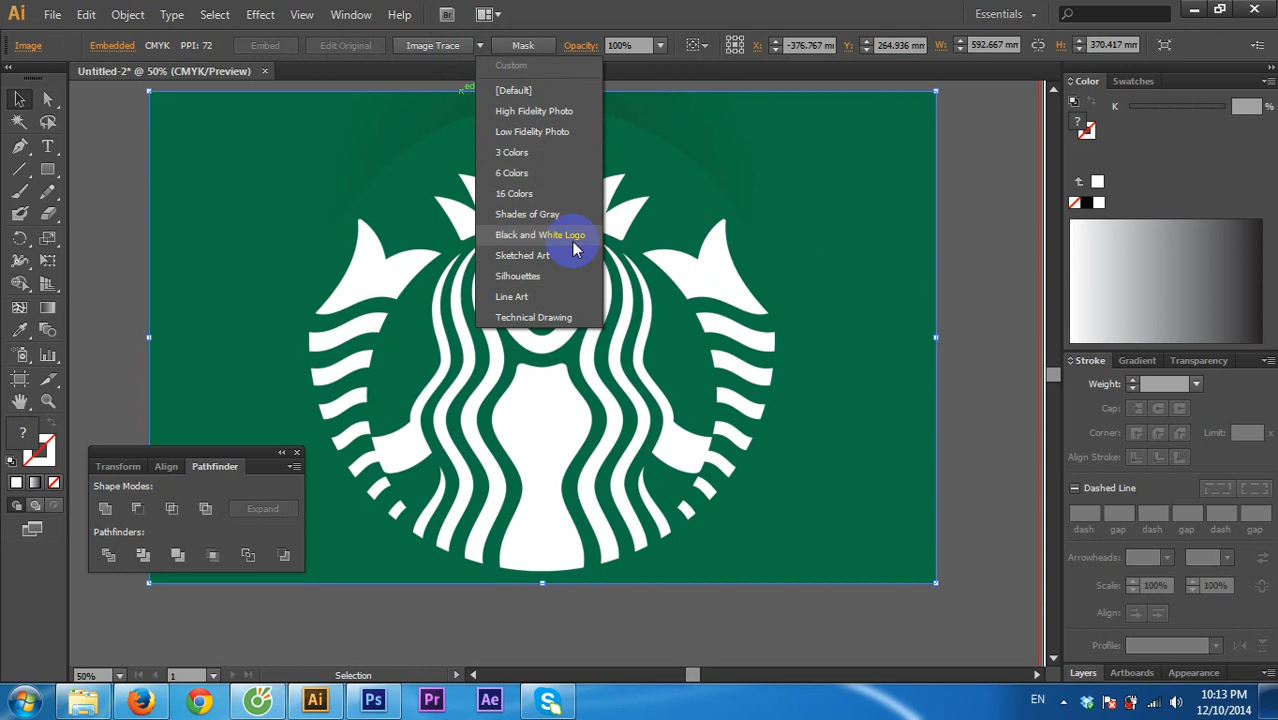 Ai File Edit Object Type Select Effect View Window Help Br Essentials
Image Embedded CMYK PPI: 72 Embed Edit Original Image Trace Mask Opacity: 100% X: -376.767 mm Y: 264.936 mm W: 592.667 mm H: 370.417 mm
Untitled-2* @ 50% (CMYK/Preview)
Custom
[Default]
High Fidelity Photo
Low Fidelity Photo
3 Colors
6 Colors
16 Colors
Shades of Gray
Black and White Logo
Sketched Art
Silhouettes
Line Art
Technical Drawing
Color Swatches
K %
?
Stroke Gradient Transparency
Weight:
Cap:
Corner: Limit: x
Align Stroke:
Dashed Line
dash gap dash gap dash gap
Arrowheads:
Scale: 100% 100%
Align:
Profile:
Layers Artboards Appearance
?
Transform Align Pathfinder
Shape Modes:
Expand
Pathfinders:
50% 1 Selection
Ai Ps Pr Ae S
EN 10:13 PM
12/10/2014